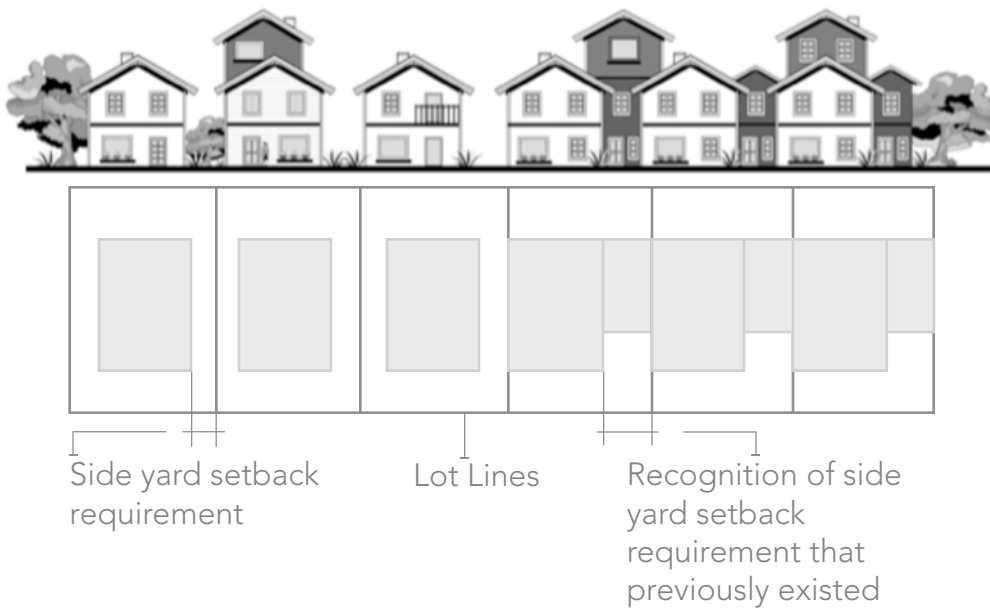 Side yard setback
requirement
Lot Lines
Recognition of side
yard setback
requirement that
previously existed